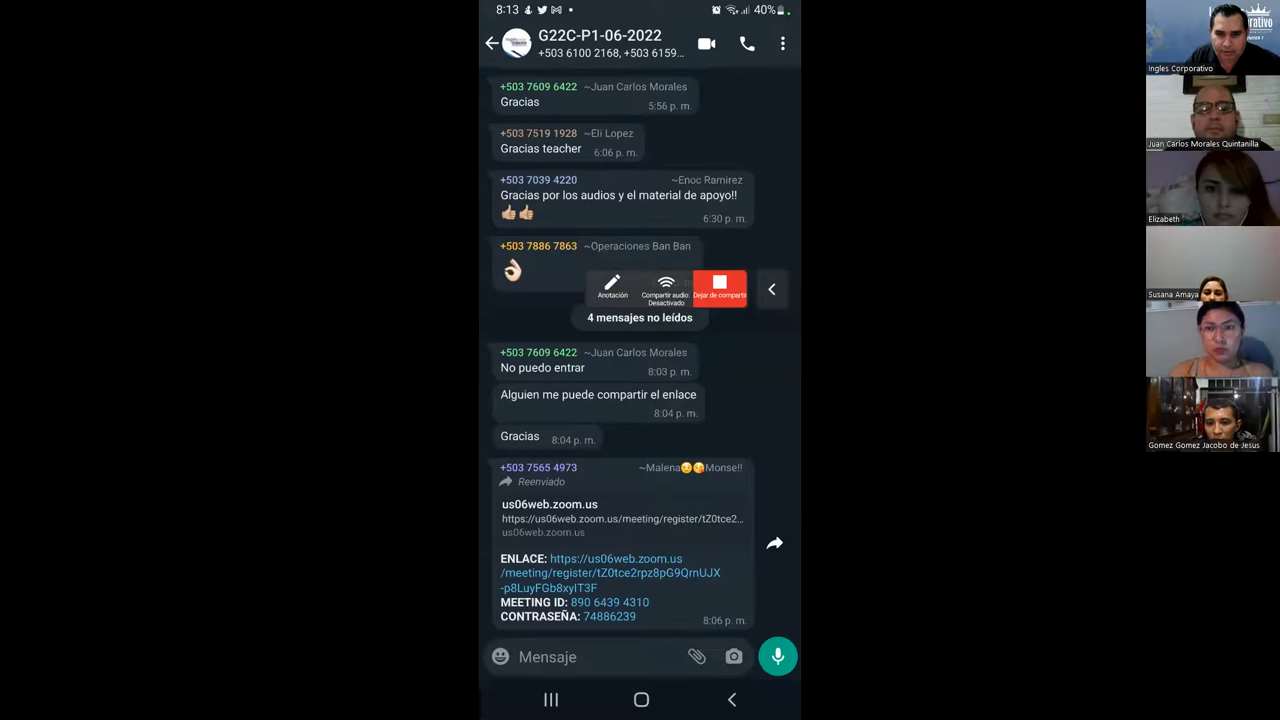 8:13
40%
G22C-P1-06-2022
+503 6100 2168, +503 6159...
+503 7609 6422 ~Juan Carlos Morales
Gracias
5:56 p. m.
+503 7519 1928 ~Eli Lopez
Gracias teacher
6:06 p. m.
+503 7039 4220 ~Enoc Ramirez
Gracias por los audios y el material de apoyo!!
6:30 p. m.
+503 7886 7863 ~Operaciones Ban Ban
Anotación
Compartir audio:
Desactivado
Dejar de compartir
4 mensajes no leídos
+503 7609 6422 ~Juan Carlos Morales
No puedo entrar
8:03 p. m.
Alguien me puede compartir el enlace
8:04 p. m.
Gracias
8:04 p. m.
+503 7565 4973 ~Malena Monse!!
Reenviado
us06web.zoom.us
https://us06web.zoom.us/meeting/register/tZ0tce2...
us06web.zoom.us
ENLACE: https://us06web.zoom.us
/meeting/register/tZ0tce2rpz8pG9QrnUJX
-p8LuyFGb8xyIT3F
MEETING ID: 890 6439 4310
CONTRASEÑA: 74886239
8:06 p. m.
Mensaje
Ingles Corporativo
Juan Carlos Morales Quintanilla
Elizabeth
Susana Amaya
Gomez Gomez Jacobo de Jesus